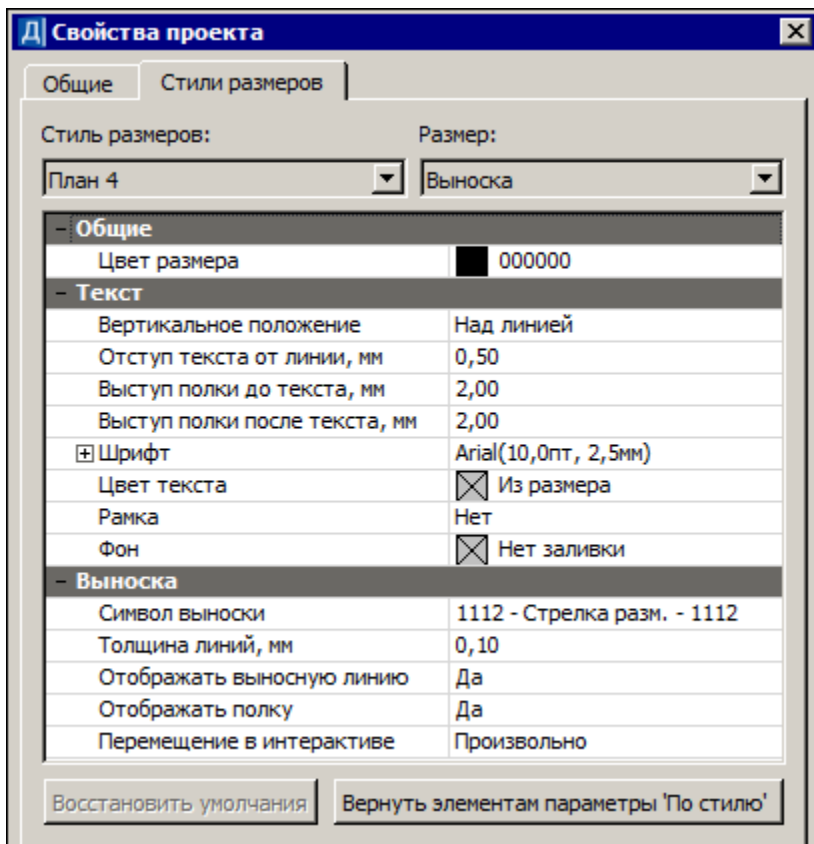 Д Свойства проекта
Общие Стили размеров
Стиль размеров: Размер:
План 4 Выноска
Общие
Цвет размера 000000
Текст
Вертикальное положение Над линией
Отступ текста от линии, мм 0,50
Выступ полки до текста, мм 2,00
Выступ полки после текста, мм 2,00
Шрифт Arial(10,0пт, 2,5мм)
Цвет текста Из размера
Рамка Нет
Фон Нет заливки
Выноска
Символ выноски 1112 - Стрелка разм. - 1112
Толщина линий, мм 0,10
Отображать выносную линию Да
Отображать полку Да
Перемещение в интерактиве Произвольно
Восстановить умолчания Вернуть элементам параметры 'По стилю'